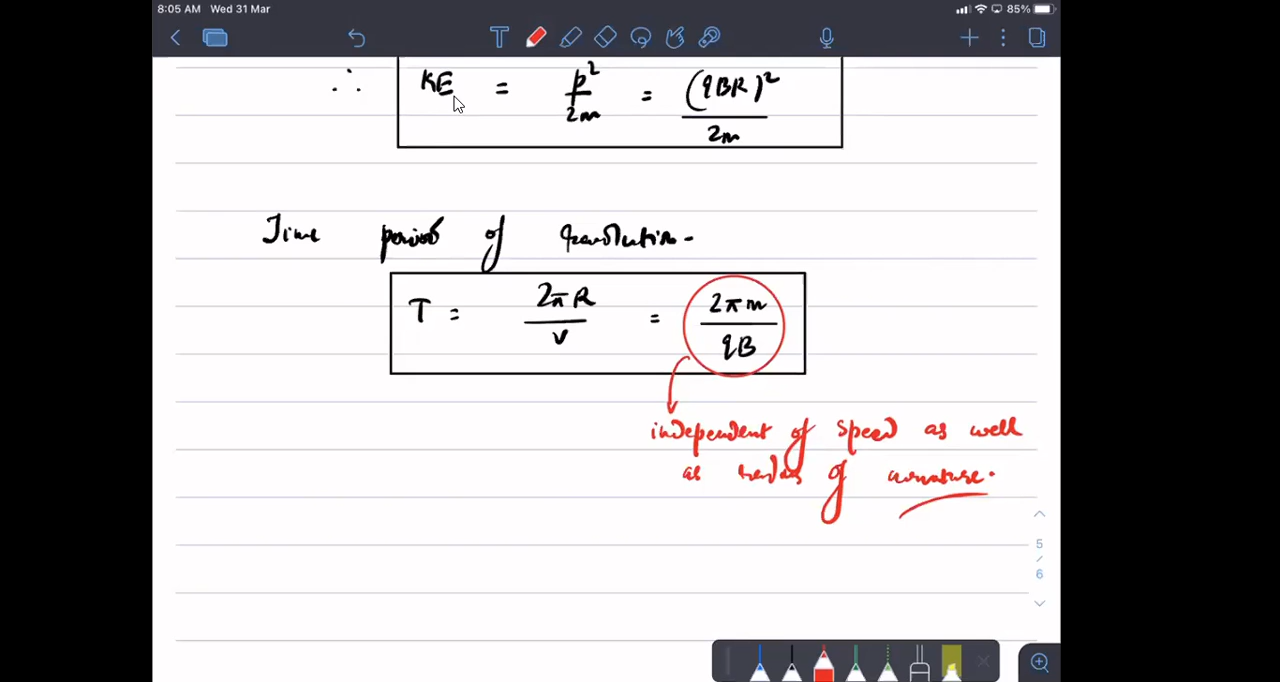 8:05 AM Wed 31 Mar 85%
∴ KE = p²/2m = (qBR)²/2m
Time period of revolution.
T = 2πR/v = 2πm/qB
independent of speed as well
as radius of curvature.
5
6